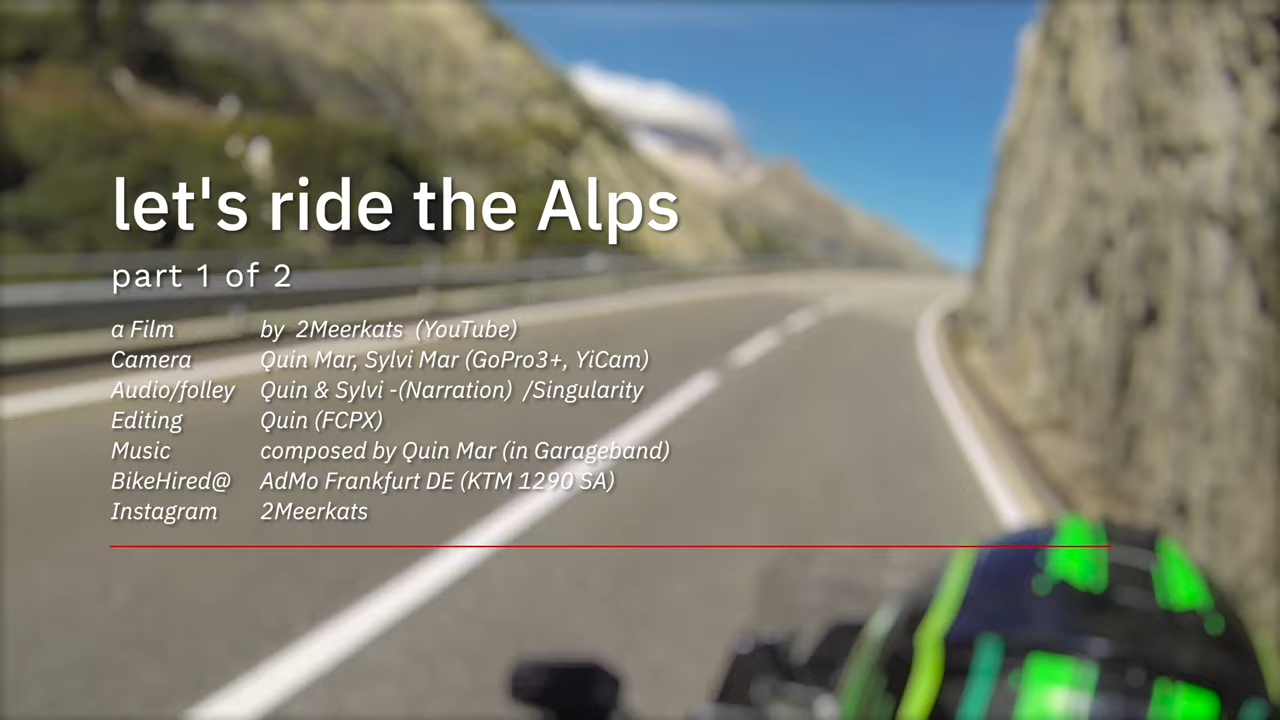 let's ride the Alps
part 1 of 2
a Film by 2Meerkats (YouTube)
Camera Quin Mar, Sylvi Mar (GoPro3+, YiCam)
Audio/folley Quin & Sylvi -(Narration) /Singularity
Editing Quin (FCPX)
Music composed by Quin Mar (in Garageband)
BikeHired@ AdMo Frankfurt DE (KTM 1290 SA)
Instagram 2Meerkats